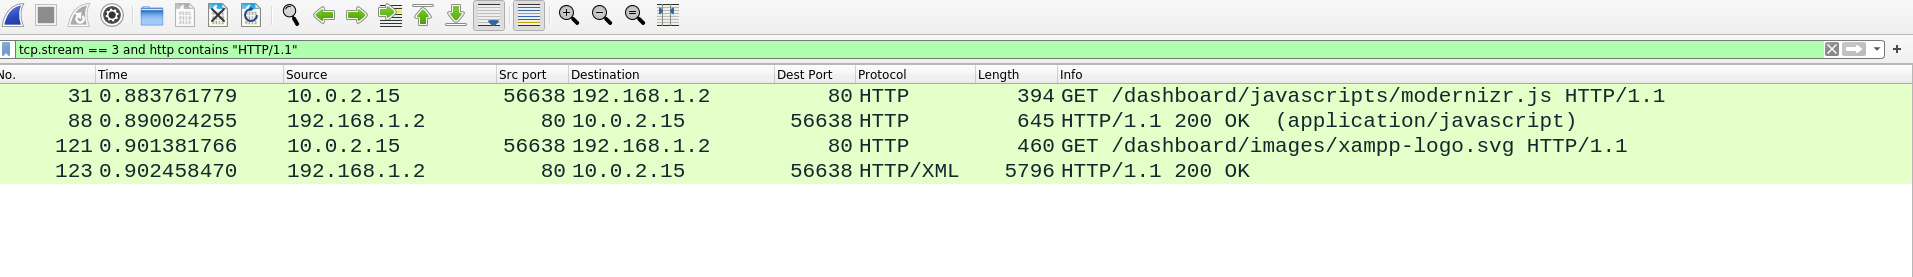 tcp.stream == 3 and http contains "HTTP/1.1"
No. Time Source Src port Destination Dest Port Protocol Length Info
31 0.883761779 10.0.2.15 56638 192.168.1.2 80 HTTP 394 GET /dashboard/javascripts/modernizr.js HTTP/1.1
88 0.890024255 192.168.1.2 80 10.0.2.15 56638 HTTP 645 HTTP/1.1 200 OK (application/javascript)
121 0.901381766 10.0.2.15 56638 192.168.1.2 80 HTTP 460 GET /dashboard/images/xampp-logo.svg HTTP/1.1
123 0.902458470 192.168.1.2 80 10.0.2.15 56638 HTTP/XML 5796 HTTP/1.1 200 OK